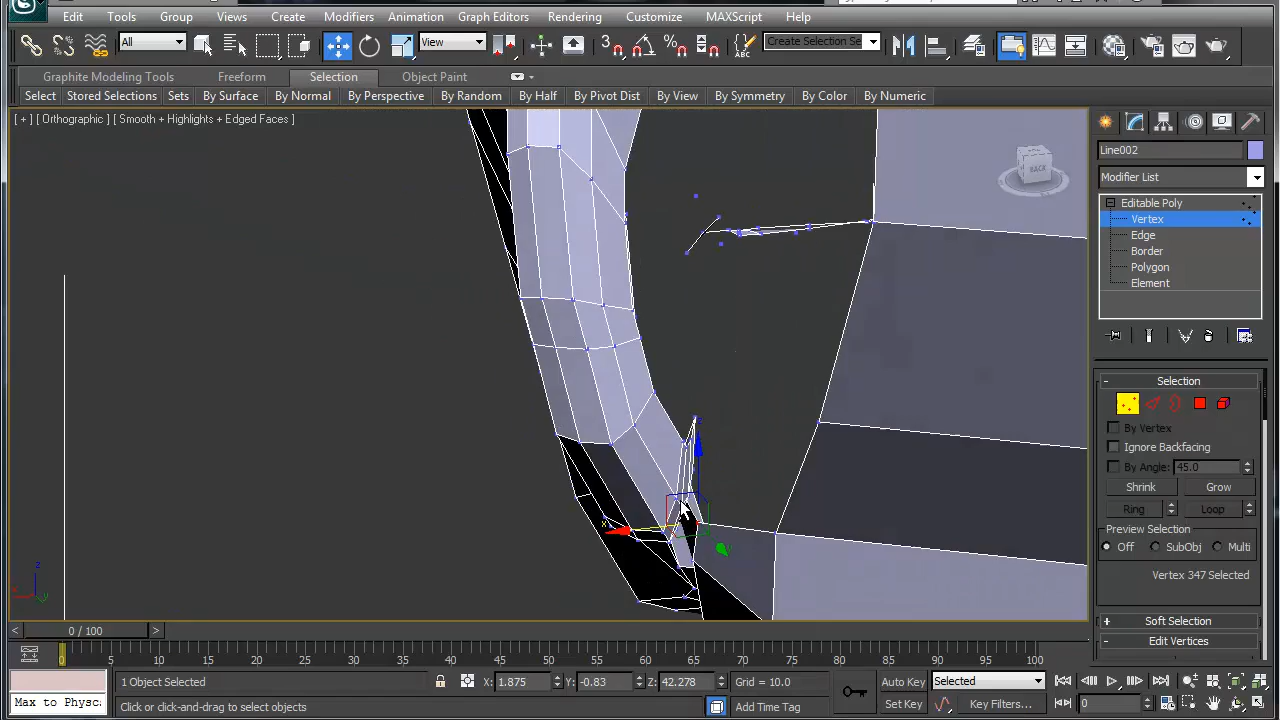 Edit Tools Group Views Create Modifiers Animation Graph Editors Rendering Customize MAXScript Help
All View 3 Create Selection Se
Graphite Modeling Tools Freeform Selection Object Paint
Select Stored Selections Sets By Surface By Normal By Perspective By Random By Half By Pivot Dist By View By Symmetry By Color By Numeric
[ + ] [ Orthographic ] [ Smooth + Highlights + Edged Faces ]
BACK
x
z
Line002
Modifier List
Editable Poly
Vertex
Edge
Border
Polygon
Element
- Selection
By Vertex
Ignore Backfacing
By Angle: 45.0
Shrink Grow
Ring Loop
Preview Selection
Off SubObj Multi
Vertex 347 Selected
+ Soft Selection
- Edit Vertices
< 0 / 100 >
0 5 10 15 20 25 30 35 40 45 50 55 60 65 70 75 80 85 90 95 100
1 Object Selected X: 1.875 Y: -0.83 Z: 42.278 Grid = 10.0 Auto Key Selected
Max to Physc. Click or click-and-drag to select objects Add Time Tag Set Key Key Filters... 0